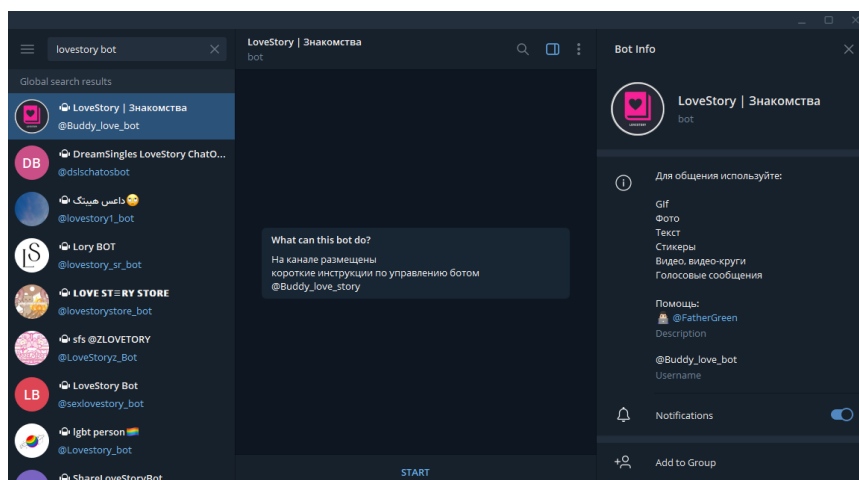 lovestory bot
Global search results
LoveStory | Знакомства
@Buddy_love_bot
DB
DreamSingles LoveStory ChatO...
@dslschatosbot
داعس هيبتگ
@lovestory1_bot
LS
Lory BOT
@lovestory_sr_bot
LOVE ST☰RY STORE
@lovestorystore_bot
sfs @ZLOVETORY
@LoveStoryz_Bot
LB
LoveStory Bot
@sexlovestory_bot
lgbt person
@Lovestory_bot
ShareLoveStoryBot
LoveStory | Знакомства
bot
What can this bot do?
На канале размещены
короткие инструкции по управлению ботом
@Buddy_love_story
START
Bot Info
LoveStory | Знакомства
bot
Для общения используйте:
GIf
Фото
Текст
Стикеры
Видео, видео-круги
Голосовые сообщения
Помощь:
@FatherGreen
Description
@Buddy_love_bot
Username
Notifications
Add to Group